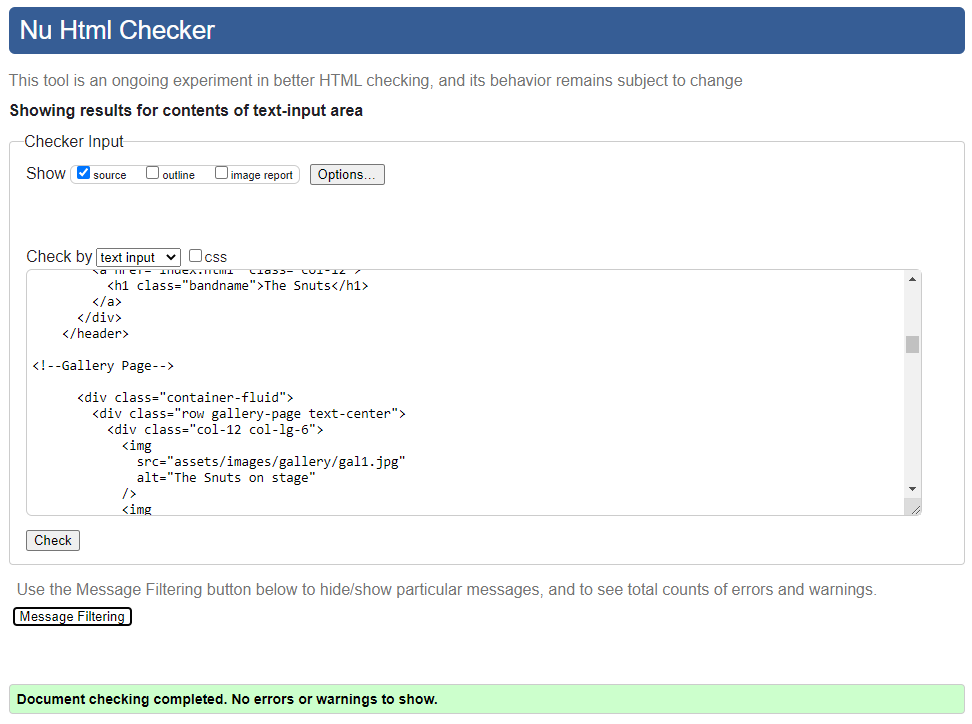 Nu Html Checker
This tool is an ongoing experiment in better HTML checking, and its behavior remains subject to change
Showing results for contents of text-input area
Checker Input
Show source outline image report Options...
Check by text input css
<a href="index.html" class="col-12">
<h1 class="bandname">The Snuts</h1>
</a>
</div>
</header>
<!--Gallery Page-->
<div class="container-fluid">
<div class="row gallery-page text-center">
<div class="col-12 col-lg-6">
<img
src="assets/images/gallery/gal1.jpg"
alt="The Snuts on stage"
/>
<img
Check
Use the Message Filtering button below to hide/show particular messages, and to see total counts of errors and warnings.
Message Filtering
Document checking completed. No errors or warnings to show.